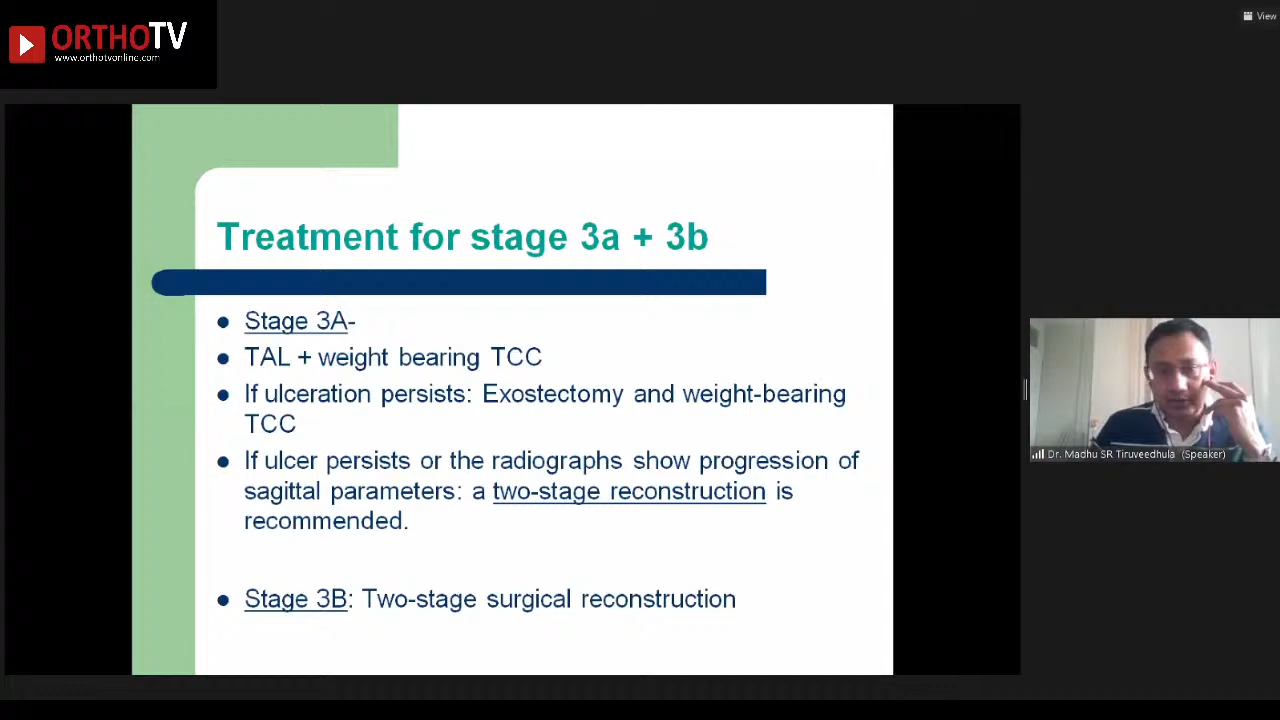 ORTHOTV
www.orthotvonline.com
View
Treatment for stage 3a + 3b
Stage 3A-
TAL + weight bearing TCC
If ulceration persists: Exostectomy and weight-bearing
TCC
If ulcer persists or the radiographs show progression of
sagittal parameters: a two-stage reconstruction is
recommended.
Stage 3B: Two-stage surgical reconstruction
Dr. Madhu SR Tiruveedhula (Speaker)